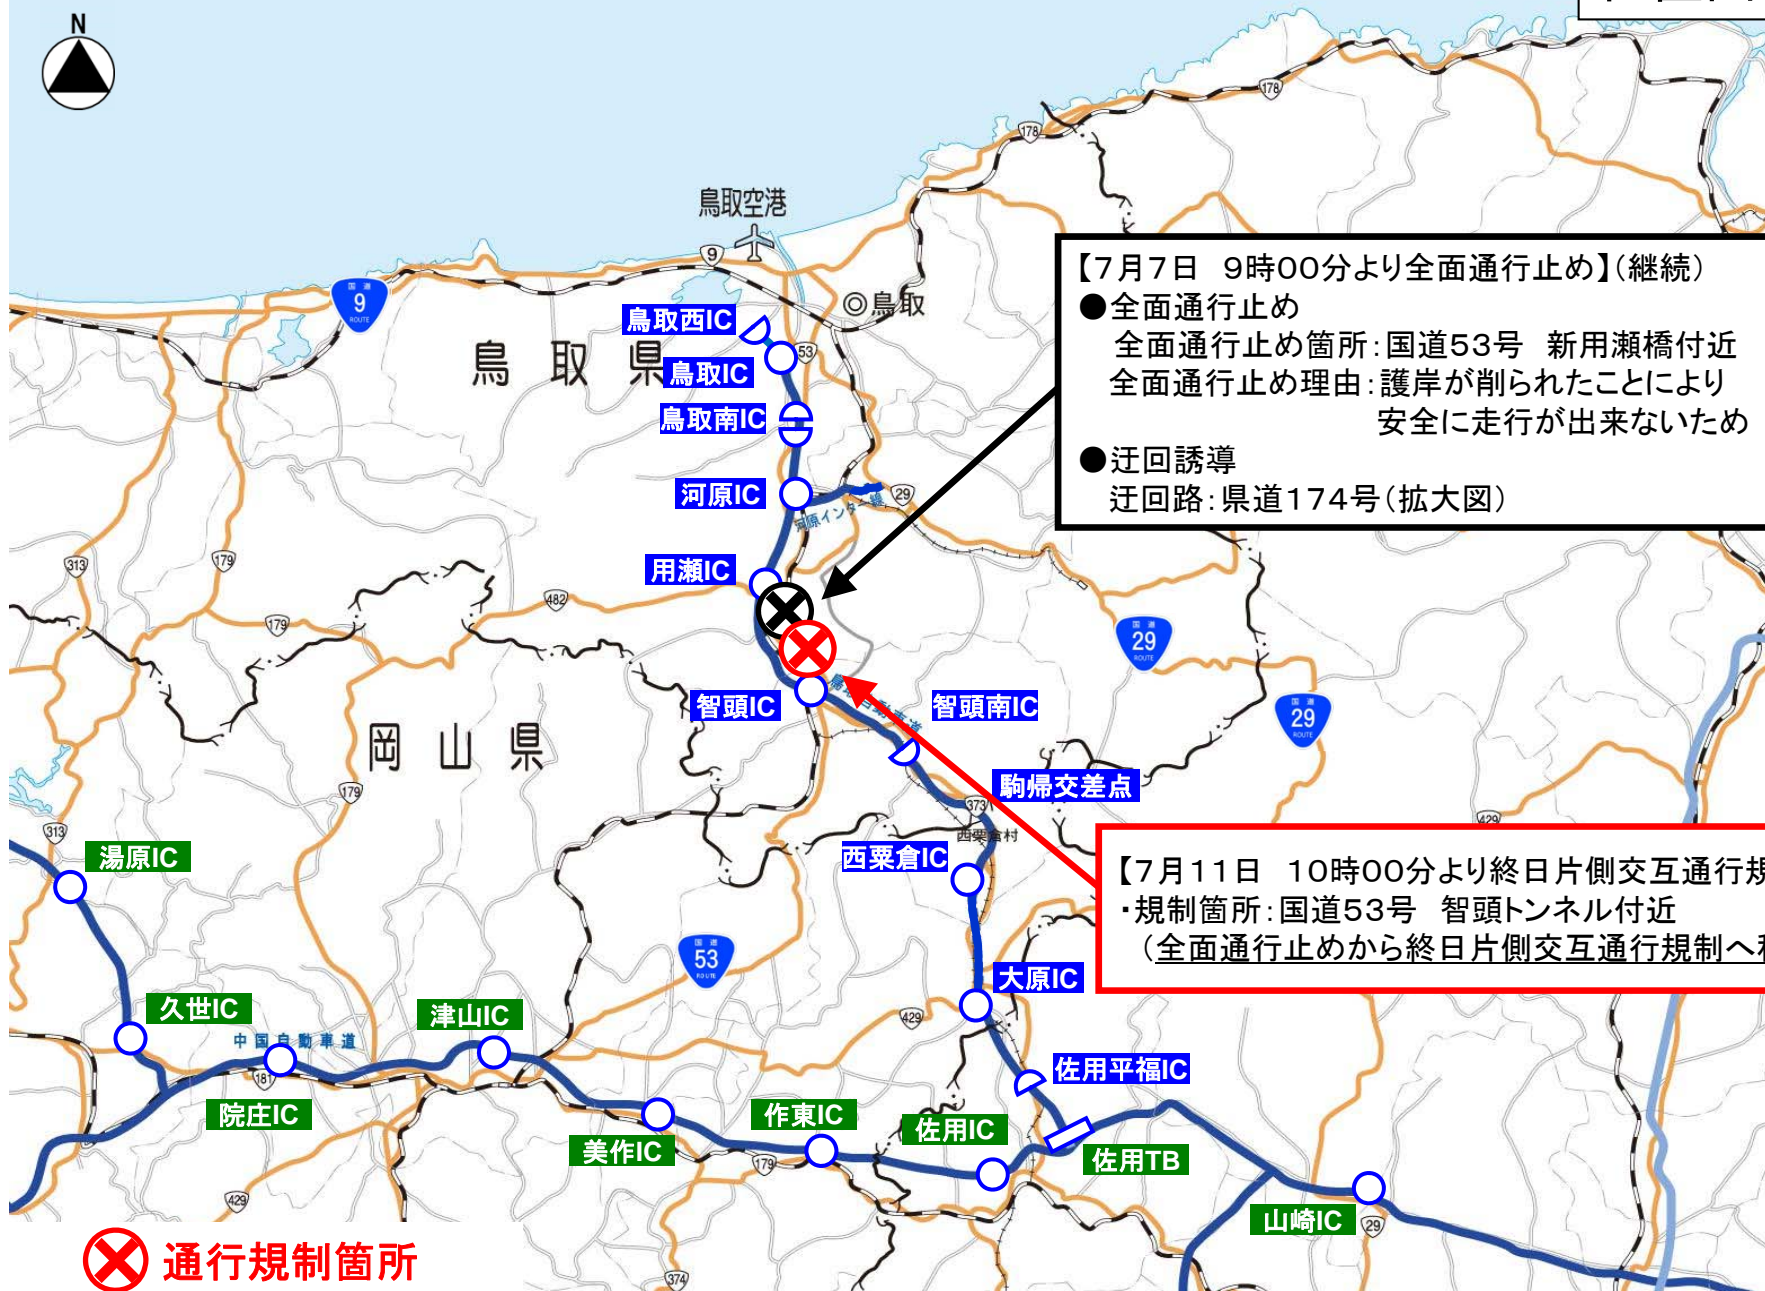 N
178
178
鳥取空港
9
国道
9
ROUTE
◎鳥取
鳥取西IC
53
鳥取県
鳥取IC
鳥取南IC
【7月7日 9時00分より全面通行止め】(継続)
●全面通行止め
全面通行止め箇所:国道53号 新用瀬橋付近
全面通行止め理由:護岸が削られたことにより
安全に走行が出来ないため
●迂回誘導
迂回路:県道174号(拡大図)
河原IC
29
河原インター線
313
179
用瀬IC
482
179
国道
29
ROUTE
智頭IC
智頭南IC
国道
29
ROUTE
岡山県
駒帰交差点
179
373
429
313
西粟倉村
湯原IC
西粟倉IC
【7月11日 10時00分より終日片側交互通行規
・規制箇所:国道53号 智頭トンネル付近
(全面通行止めから終日片側交互通行規制へ
国道
53
ROUTE
大原IC
久世IC
津山IC
429
中国自動車道
181
佐用平福IC
院庄IC
作東IC
佐用IC
美作IC
179
佐用TB
429
山崎IC
29
通行規制箇所
374